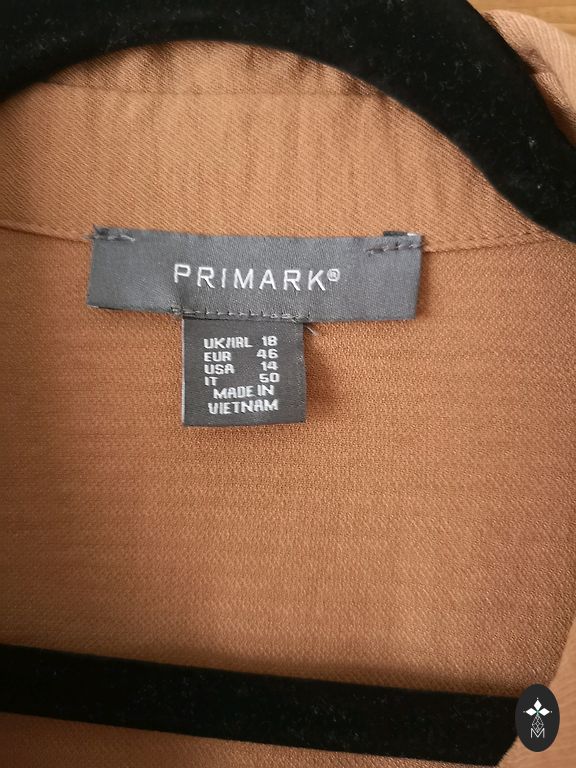 PRIMARK®
UK/IRL 18
EUR 46
USA 14
IT 50
MADE IN
VIETNAM